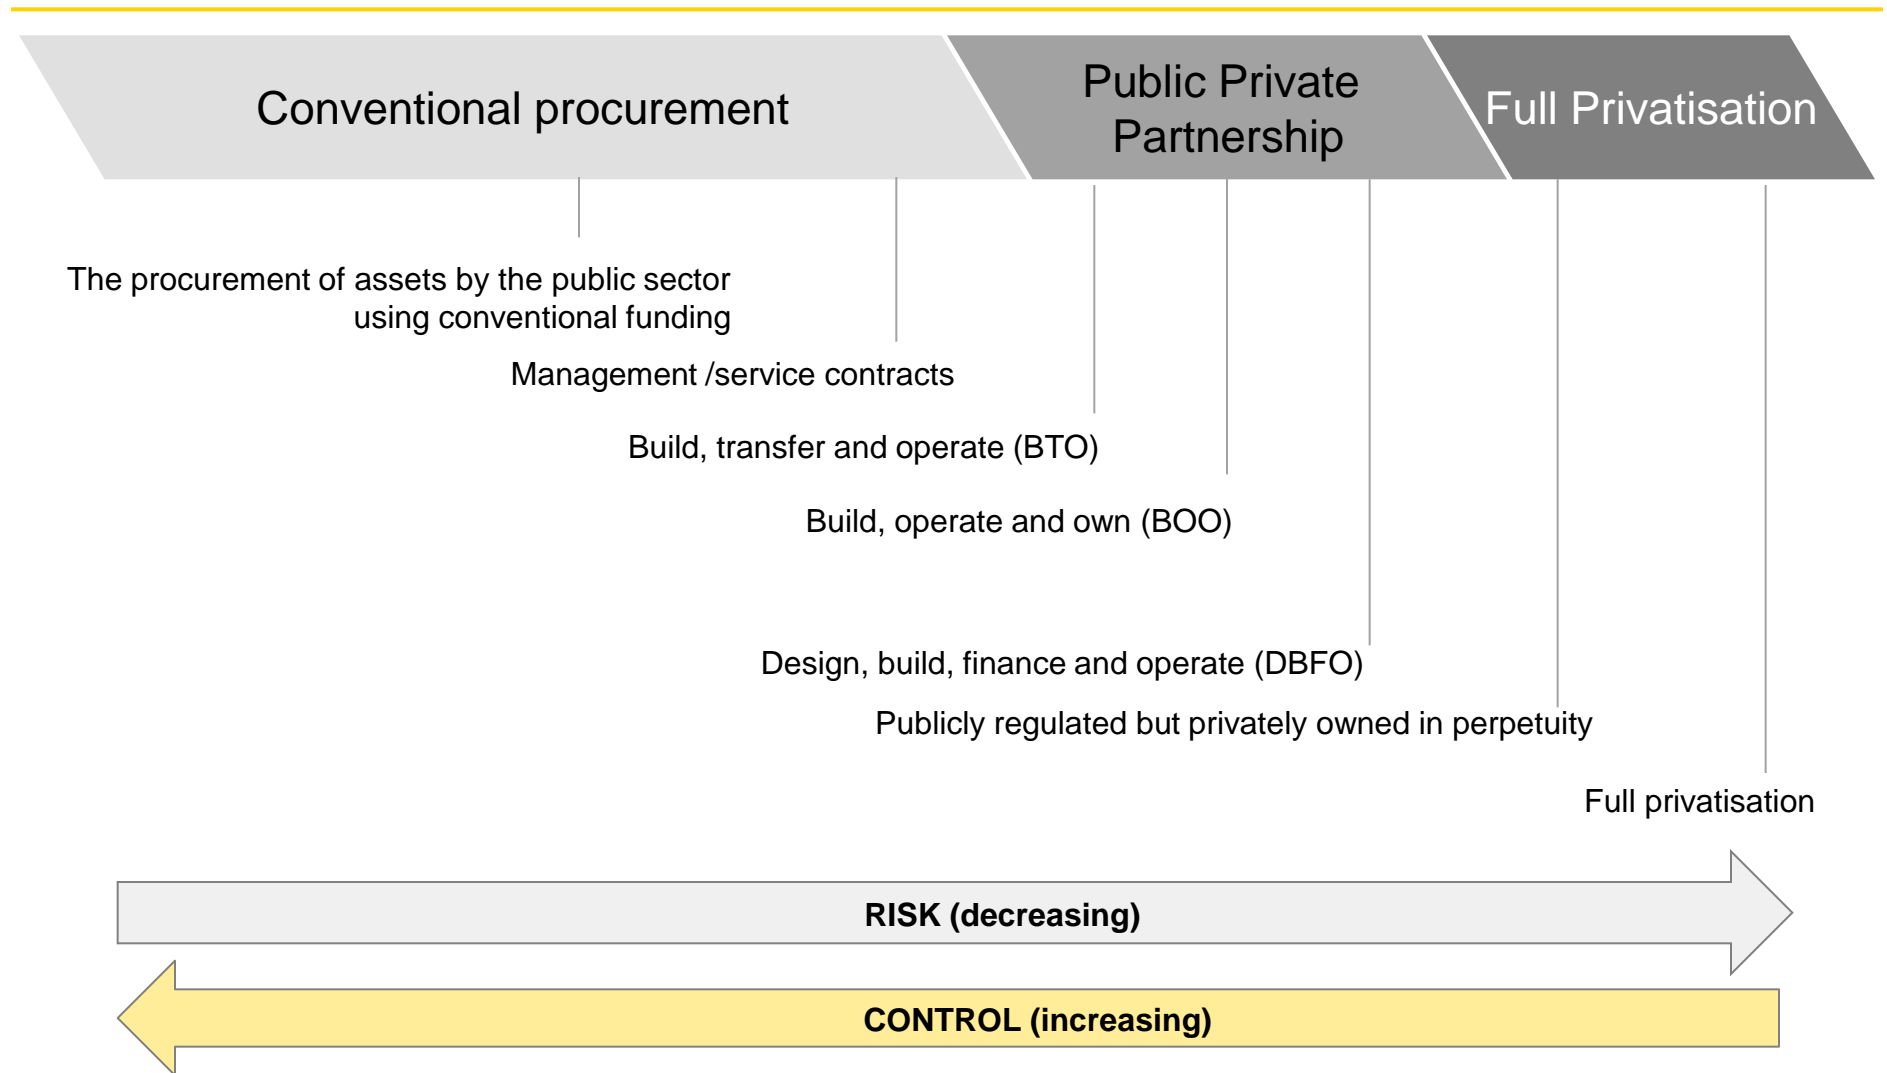 Conventional procurement
Public Private
Partnership
Full Privatisation
The procurement of assets by the public sector
using conventional funding
Management /service contracts
Build, transfer and operate (BTO)
Build, operate and own (BOO)
Design, build, finance and operate (DBFO)
Publicly regulated but privately owned in perpetuity
Full privatisation
RISK (decreasing)
CONTROL (increasing)